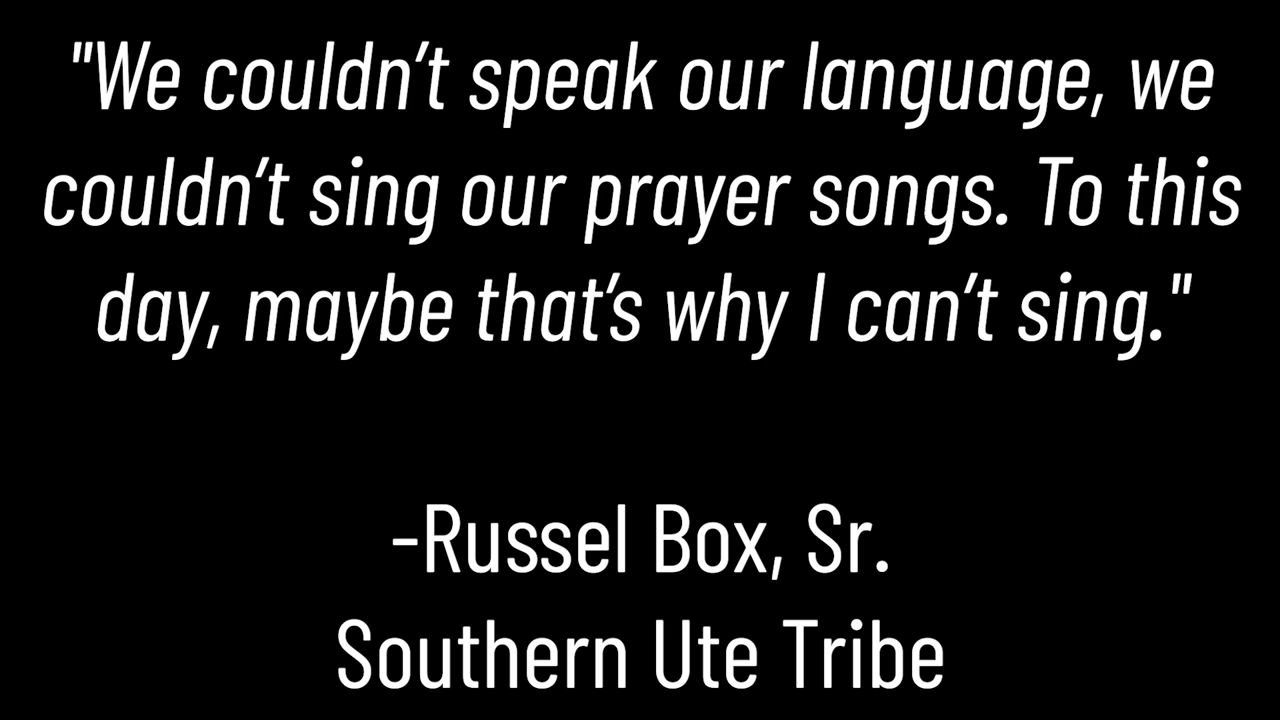 "We couldn’t speak our language, we
couldn’t sing our prayer songs. To this
day, maybe that’s why I can’t sing."
-Russel Box, Sr.
Southern Ute Tribe